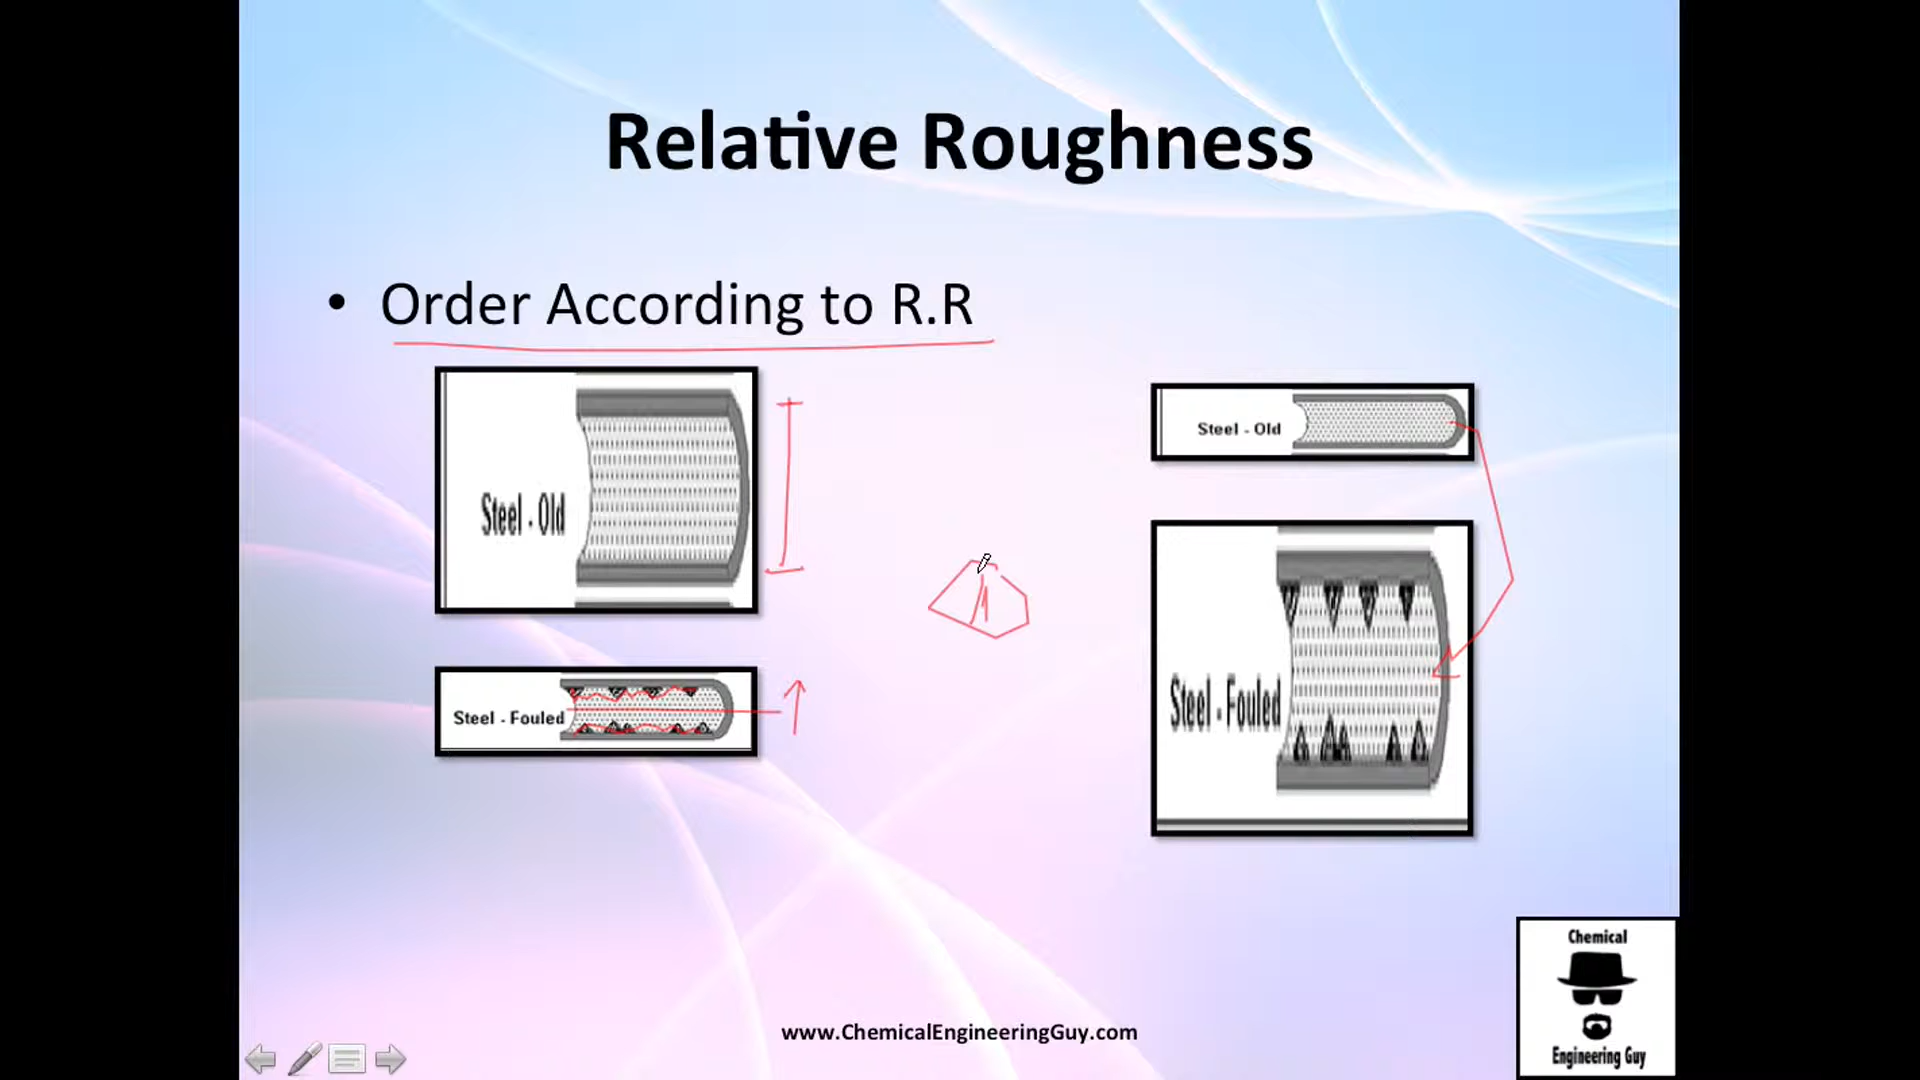 Relative Roughness
• Order According to R.R
Steel - Old
Steel - Old
Steel - Fouled
Steel - Fouled
www.ChemicalEngineeringGuy.com
Chemical
Engineering Guy